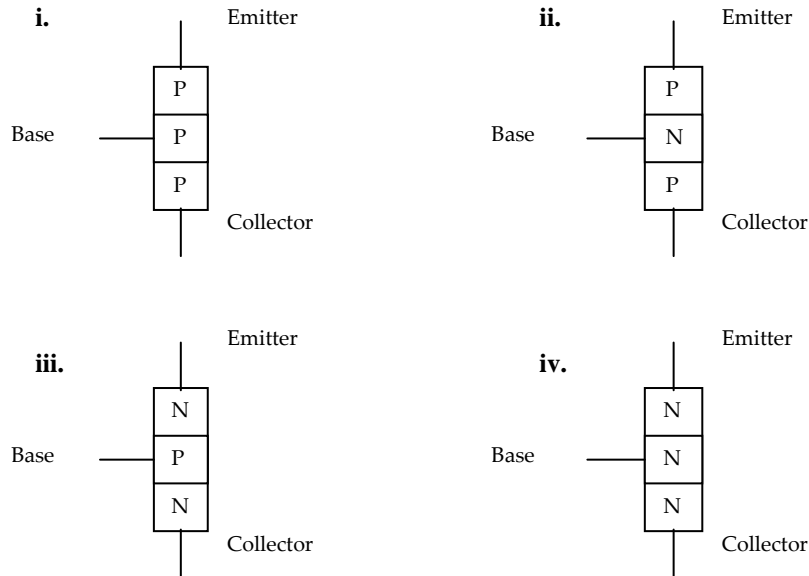 i.
Emitter
P
Base
P
P
Collector
ii.
Emitter
P
Base
N
P
Collector
iii.
Emitter
N
Base
P
N
Collector
iv.
Emitter
N
Base
N
N
Collector